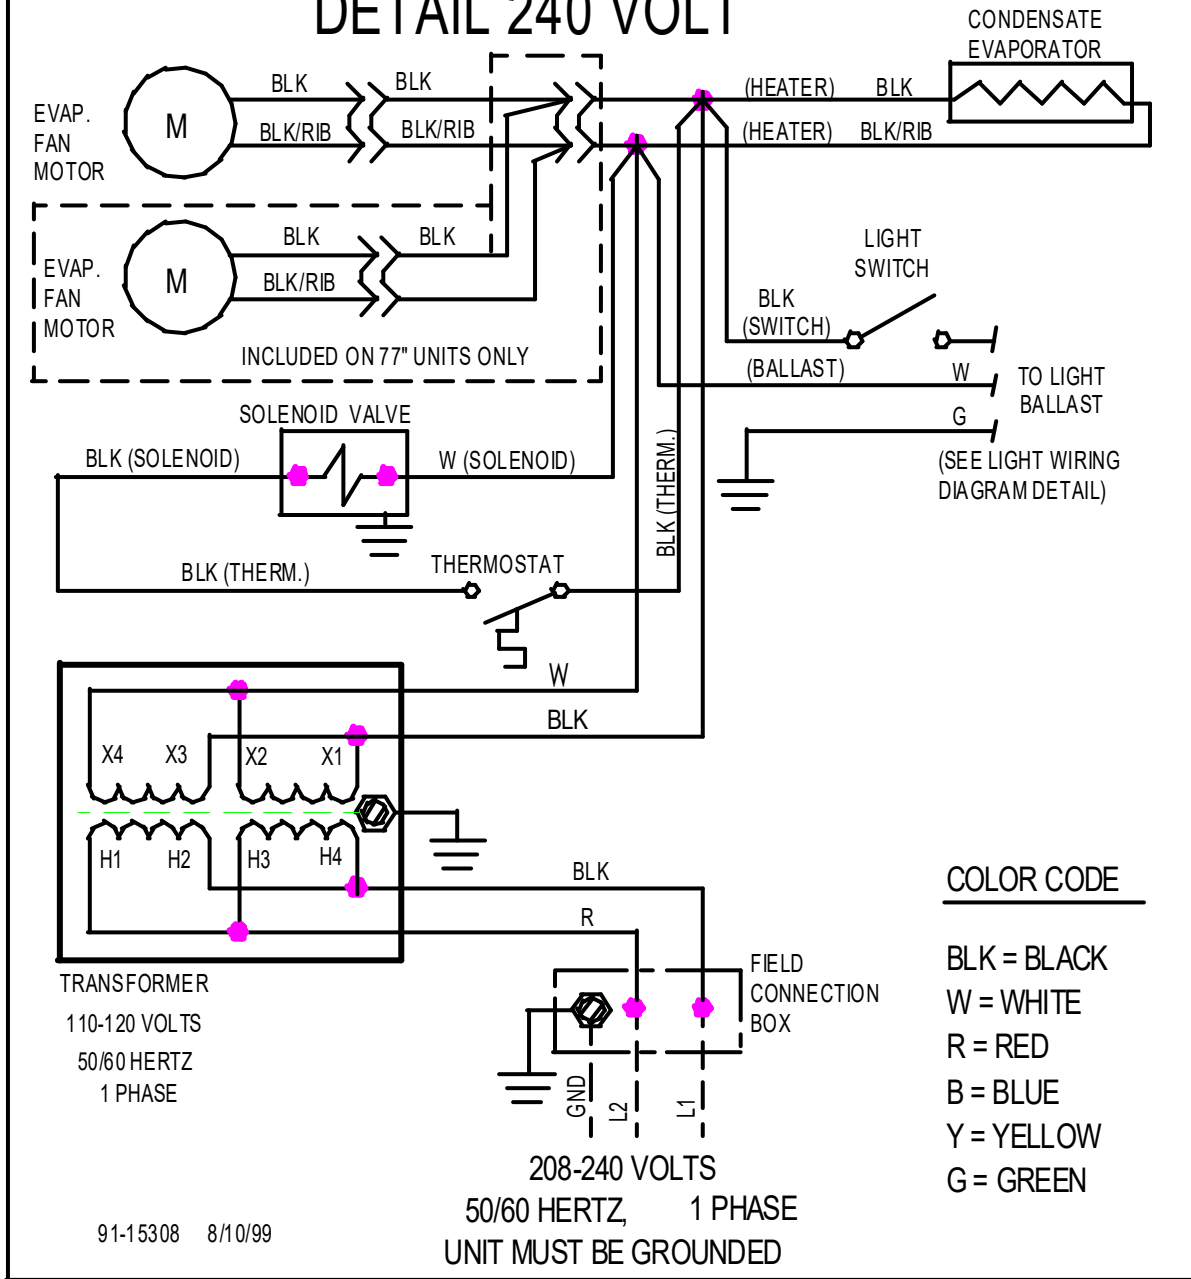 DETAIL 240 VOLT
CONDENSATE
EVAPORATOR
EVAP.
FAN
MOTOR
M
BLK
BLK
BLK/RIB
BLK/RIB
(HEATER) BLK
(HEATER) BLK/RIB
EVAP.
FAN
MOTOR
M
BLK
BLK
BLK/RIB
INCLUDED ON 77" UNITS ONLY
LIGHT
SWITCH
BLK
(SWITCH)
(BALLAST)
W
G
TO LIGHT
BALLAST
(SEE LIGHT WIRING
DIAGRAM DETAIL)
SOLENOID VALVE
BLK (SOLENOID)
W (SOLENOID)
BLK (THERM.)
BLK (THERM.)
THERMOSTAT
W
BLK
X4 X3 X2 X1
H1 H2 H3 H4
BLK
R
TRANSFORMER
110-120 VOLTS
50/60 HERTZ
1 PHASE
FIELD
CONNECTION
BOX
GND
L2
L1
208-240 VOLTS
50/60 HERTZ, 1 PHASE
UNIT MUST BE GROUNDED
COLOR CODE
BLK = BLACK
W = WHITE
R = RED
B = BLUE
Y = YELLOW
G = GREEN
91-15308 8/10/99